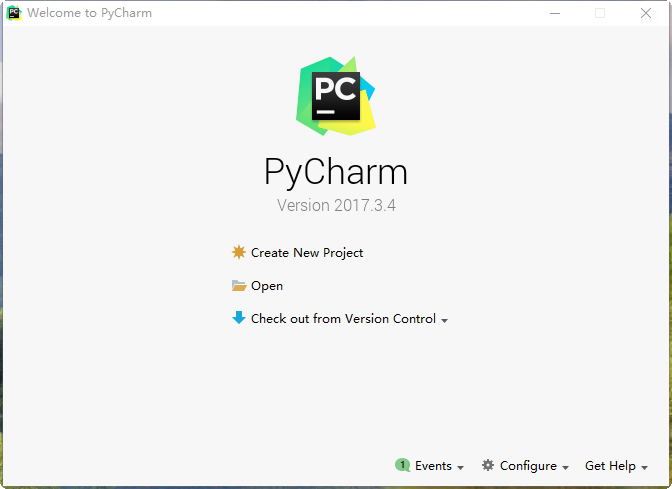 Welcome to PyCharm
PC
PyCharm
Version 2017.3.4
Create New Project
Open
Check out from Version Control
1 Events Configure Get Help